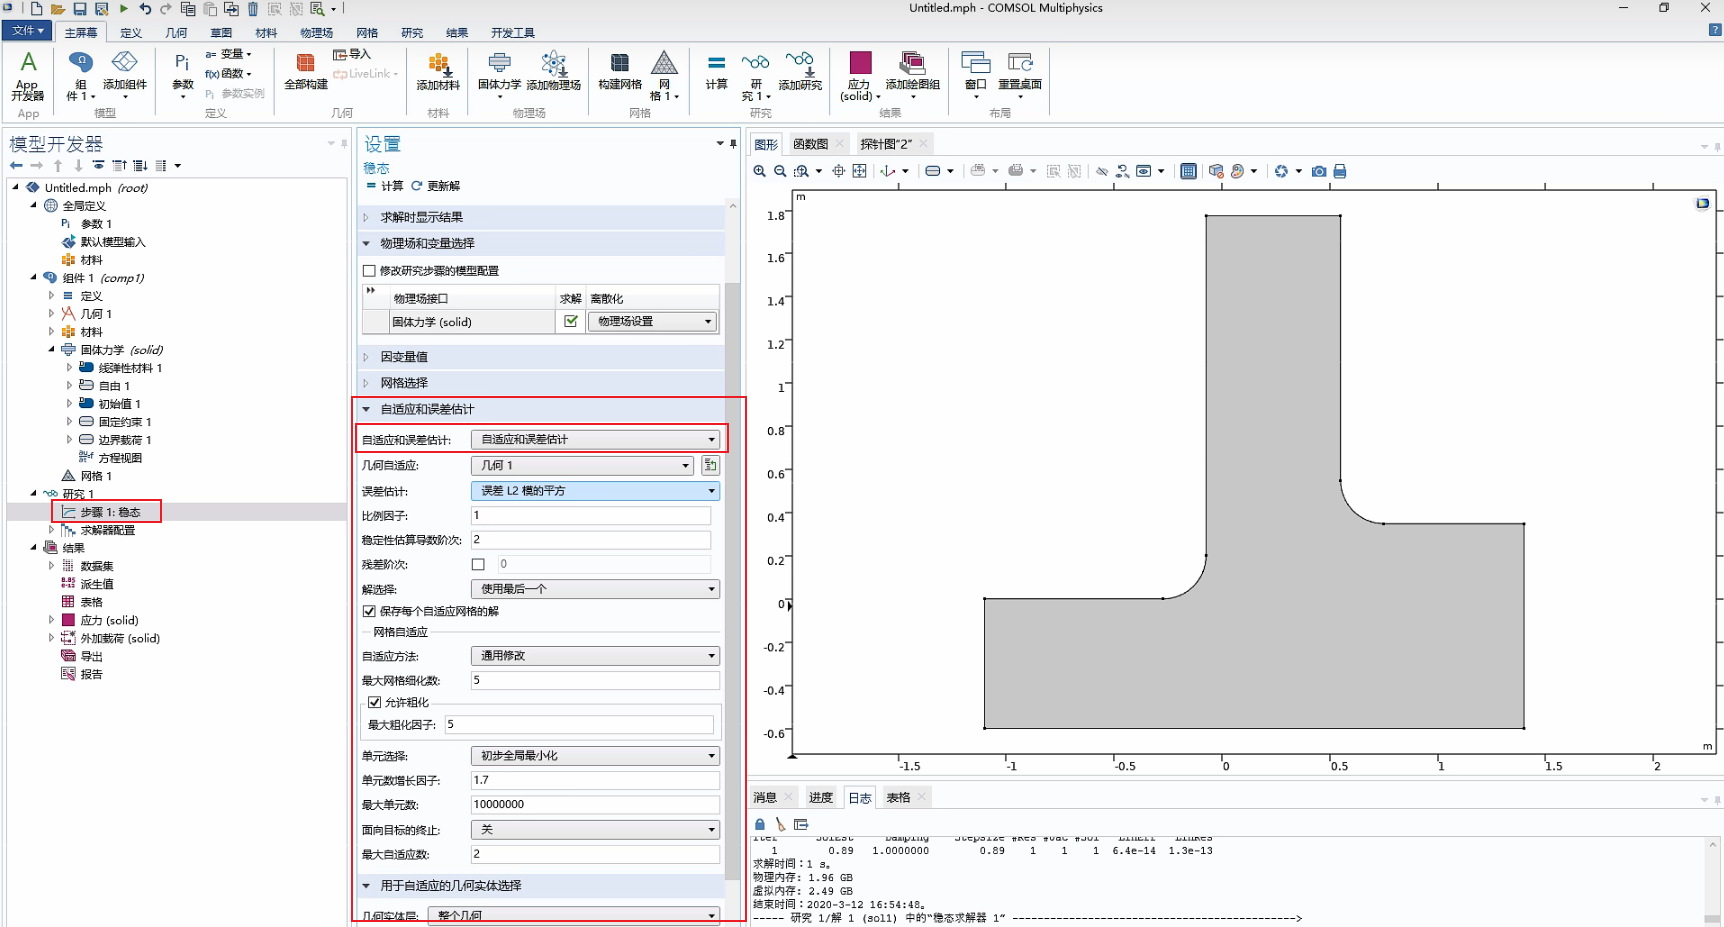 Untitled.mph - COMSOL Multiphysics
文件 主屏幕 定义 几何 草图 材料 物理场 网格 研究 结果 开发工具
App 开发器
App
组件 1
添加组件
模型
Pi 参数
a= 变量
f(x) 函数
Pi 参数实例
定义
全部构建
导入
LiveLink
几何
添加材料
材料
固体力学
添加物理场
物理场
构建网格
网格 1
网格
计算
研究 1
添加研究
研究
应力 (solid)
添加绘图组
结果
窗口
重置桌面
布局
模型开发器
Untitled.mph (root)
全局定义
Pi 参数 1
默认模型输入
材料
组件 1 (comp1)
定义
几何 1
材料
固体力学 (solid)
线弹性材料 1
自由 1
初始值 1
固定约束 1
边界载荷 1
方程视图
网格 1
研究 1
步骤 1: 稳态
求解器配置
结果
数据集
派生值
表格
应力 (solid)
外加载荷 (solid)
导出
报告
设置
稳态
= 计算 更新解
求解时显示结果
物理场和变量选择
修改研究步骤的模型配置
物理场接口 求解 离散化
固体力学 (solid) 物理场设置
因变量值
网格选择
自适应和误差估计
自适应和误差估计: 自适应和误差估计
几何自适应: 几何 1
误差估计: 误差 L2 模的平方
比例因子: 1
稳定性估算导数阶次: 2
残差阶次: 0
解选择: 使用最后一个
保存每个自适应网格的解
网格自适应
自适应方法: 通用修改
最大网格细化数: 5
允许粗化
最大粗化因子: 5
单元选择: 初步全局最小化
单元数增长因子: 1.7
最大单元数: 10000000
面向目标的终止: 关
最大自适应数: 2
用于自适应的几何实体选择
几何实体层: 整个几何
图形 函数图 探针图“2”
m
1.8
1.6
1.4
1.2
1
0.8
0.6
0.4
0.2
0
-0.2
-0.4
-0.6
m
-1.5 -1 -0.5 0 0.5 1 1.5 2
消息 进度 日志 表格
Iter SolEst Damping Stepsize #Res #Jac #Sol LinErr LinRes
1 0.89 1.0000000 0.89 1 1 1 6.4e-14 1.3e-13
求解时间：1 s。
物理内存: 1.96 GB
虚拟内存: 2.49 GB
结束时间：2020-3-12 16:54:48。
----- 研究 1/解 1 (sol1) 中的“稳态求解器 1” -------------------------------------------->